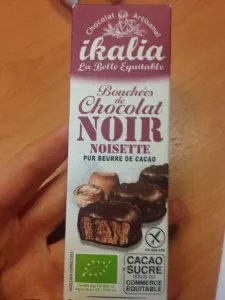 Chocolat Artisanal
ikalia
La Belle Equitable
Bouchées
de
Chocolat
NOIR
NOISETTE
PUR BEURRE DE CACAO
CACAO
SUCRE
ISSUS DU
COMMERCE
EQUITABLE